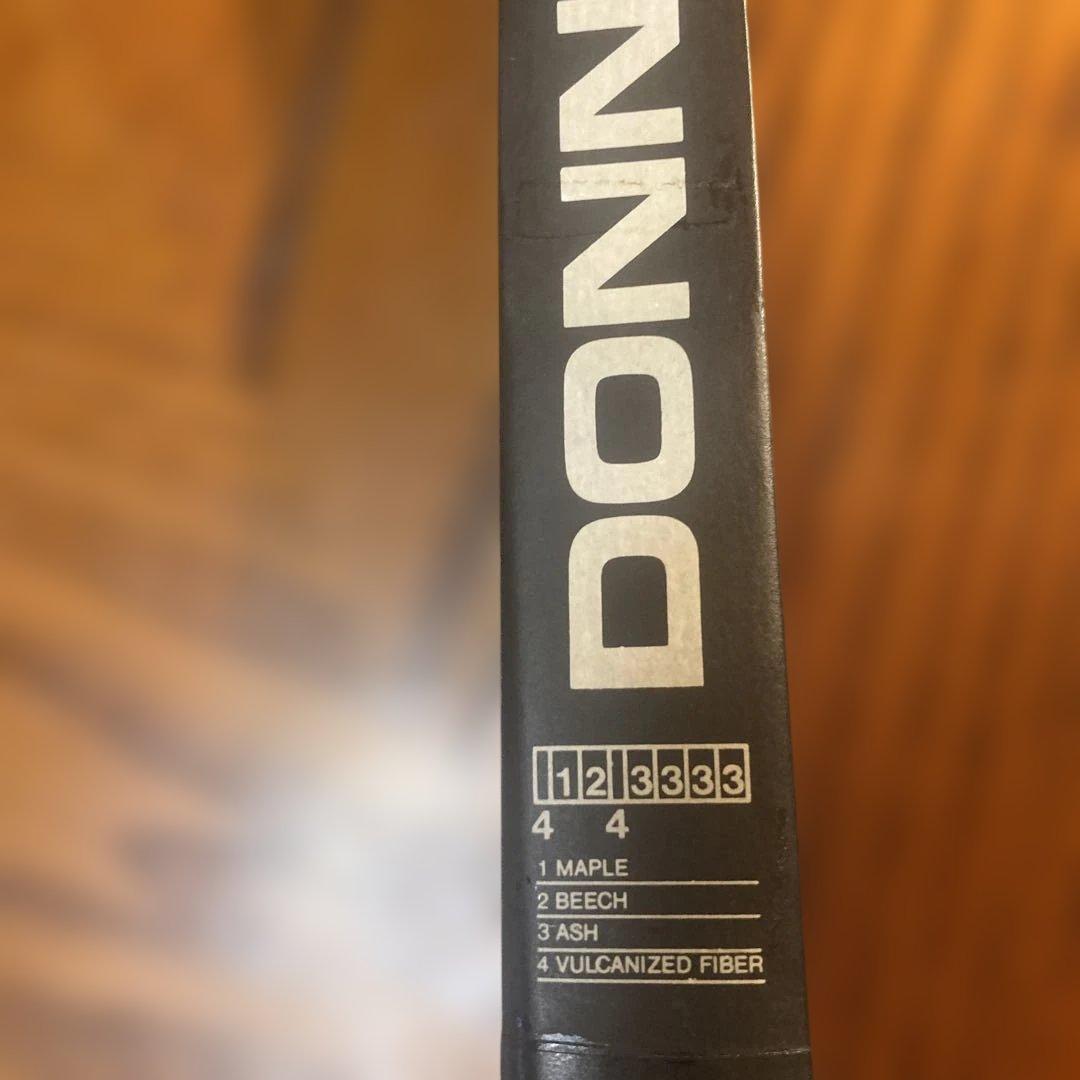 DONN
1 2 3 3 3 3
4 4
1 MAPLE
2 BEECH
3 ASH
4 VULCANIZED FIBER